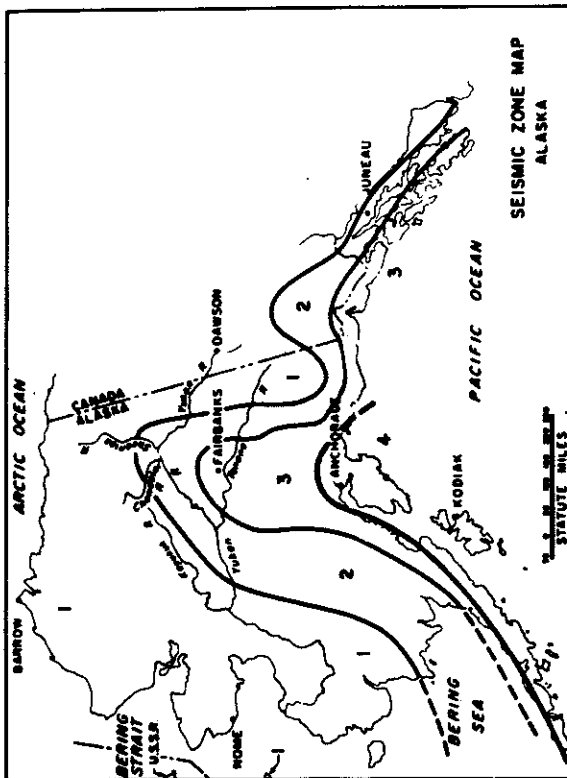 BARROW
ARCTIC OCEAN
1
CANADA
ALASKA
BERING
STRAIT
U.S.S.R.
R
R
R
DAWSON
FAIRBANKS
R
NOME
Yukon
1
1
2
3
1
2
ANCHORAGE
4
3
JUNEAU
KODIAK
BERING
SEA
PACIFIC OCEAN
STATUTE MILES
SEISMIC ZONE MAP
ALASKA